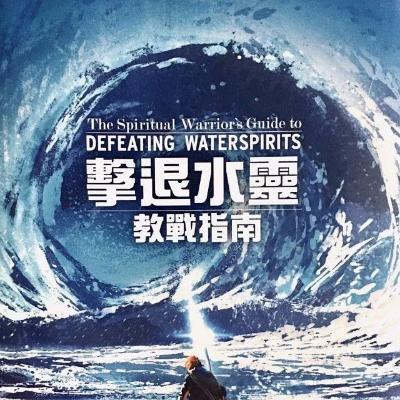 The Spiritual Warrior's Guide to
DEFEATING WATERSPIRITS
擊退水靈
教戰指南